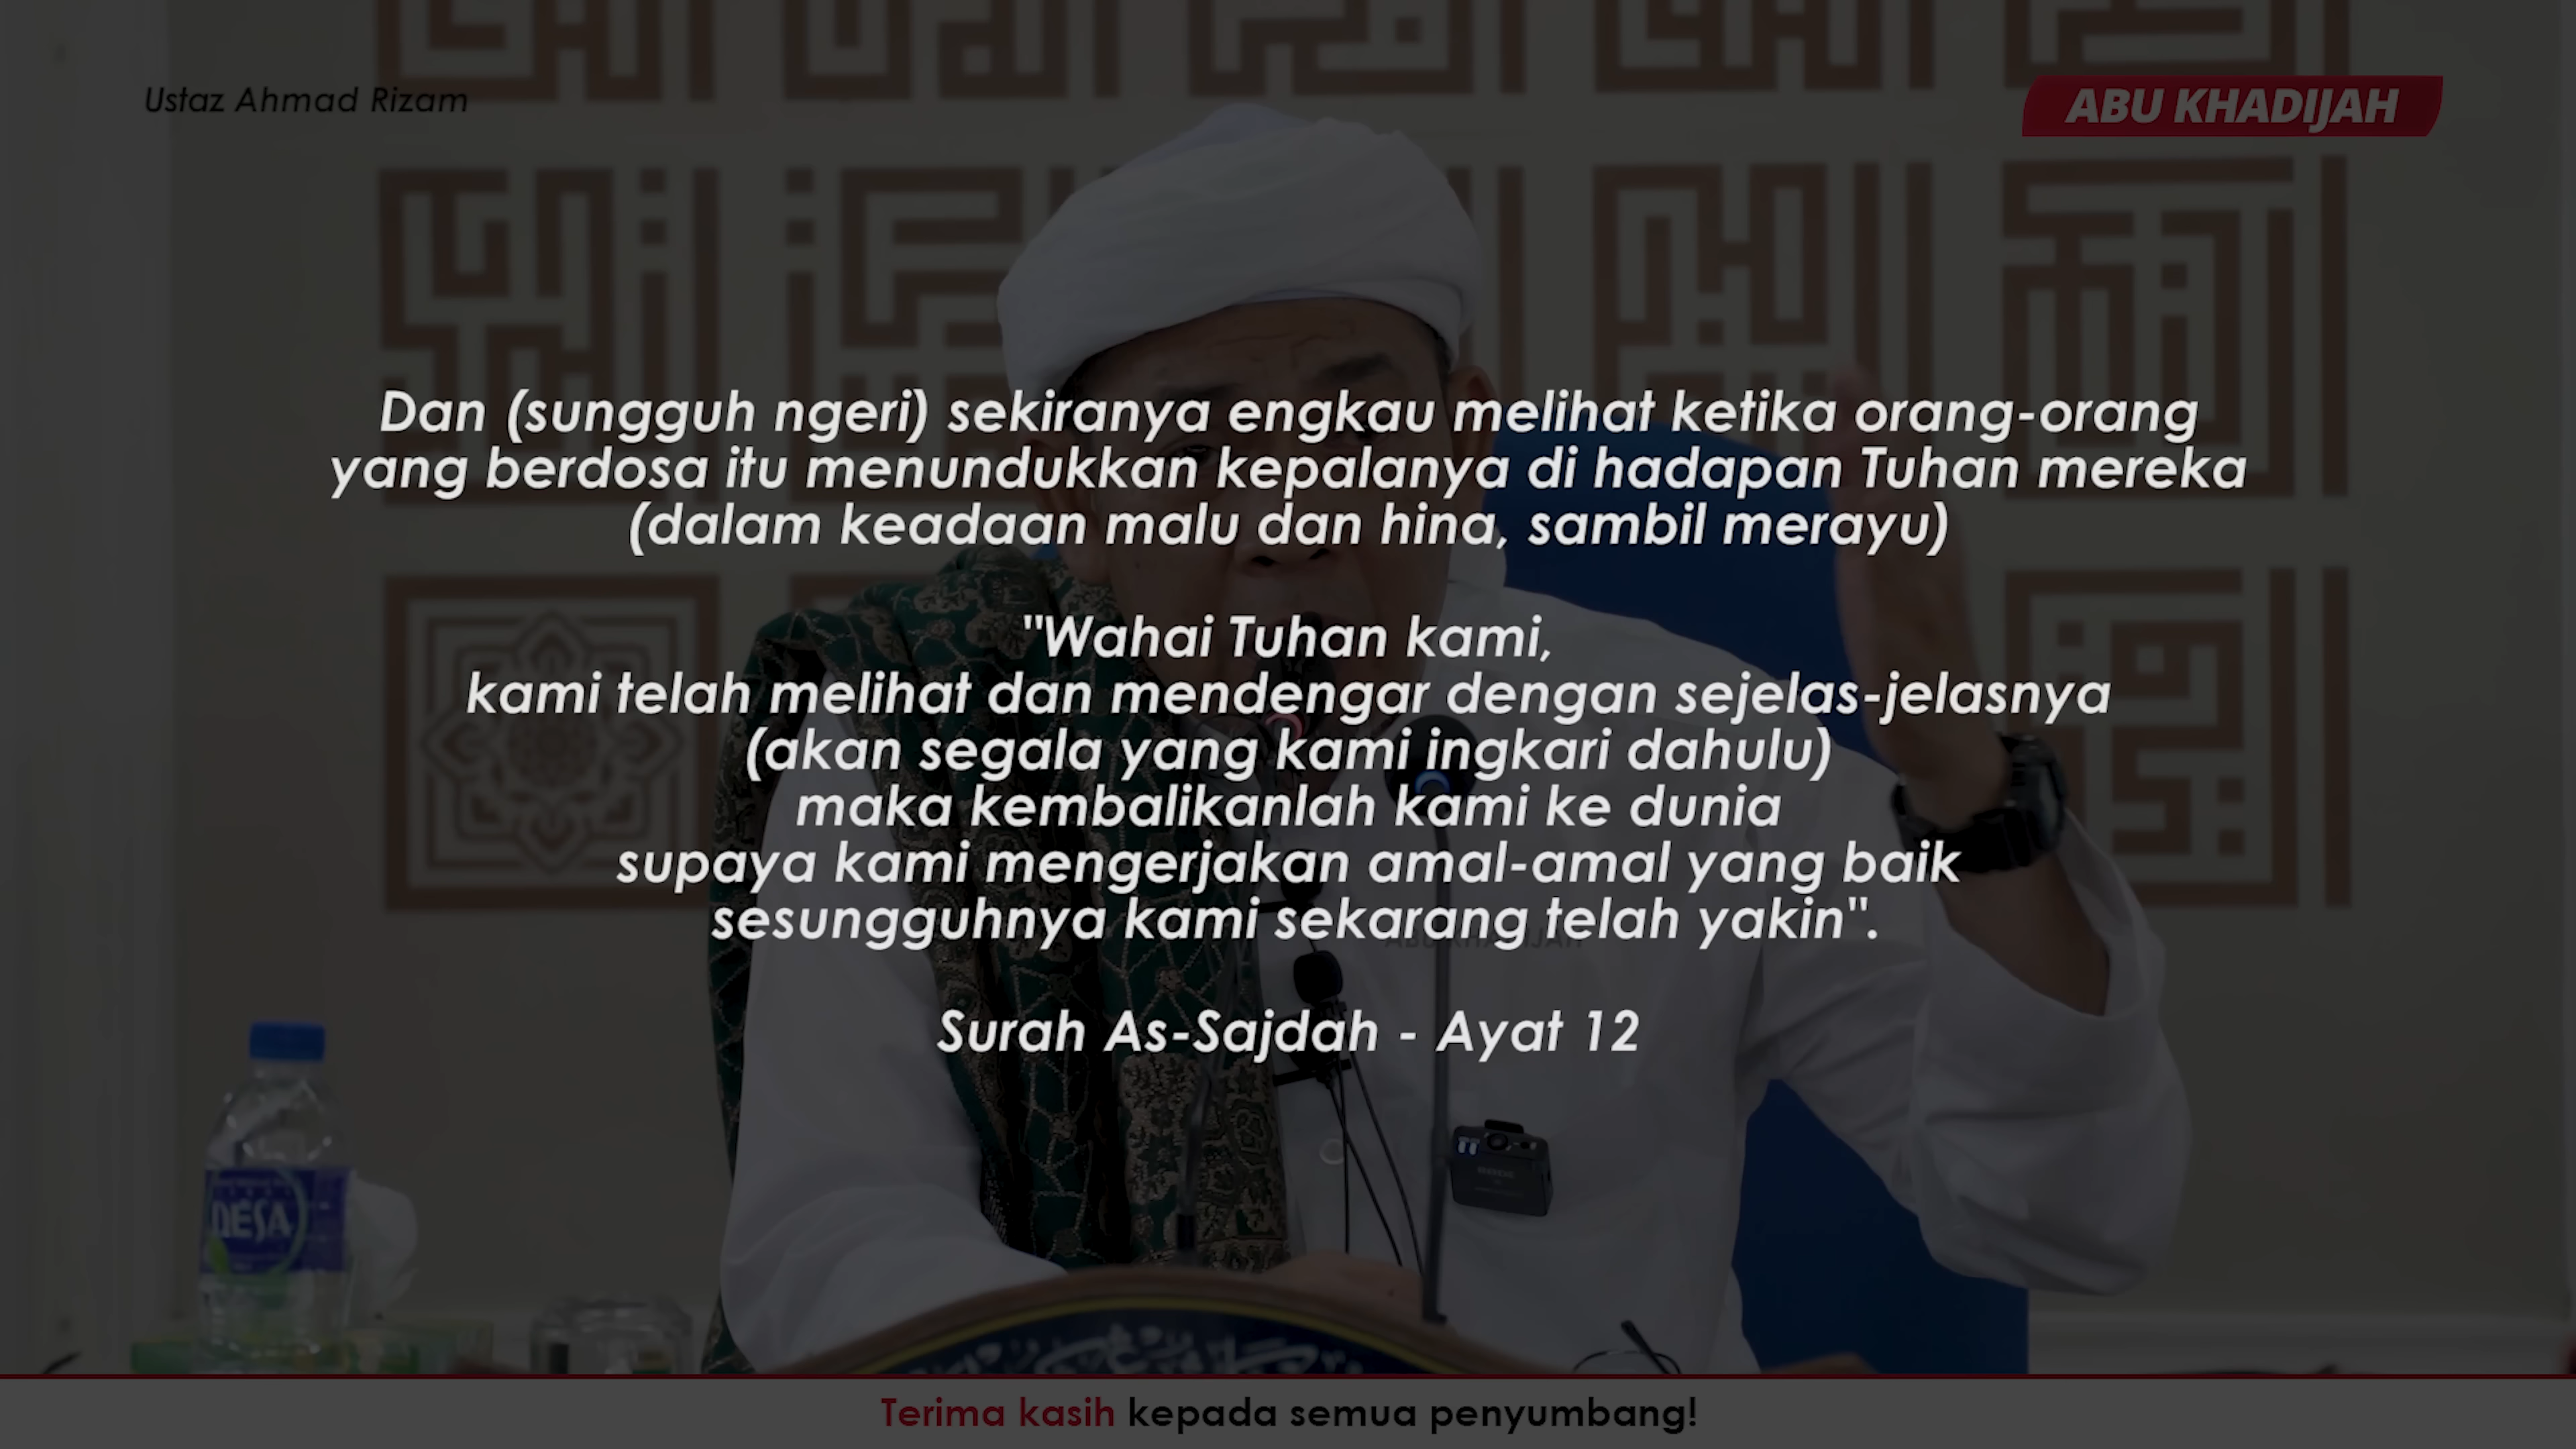 Ustaz Ahmad Rizam
ABU KHADIJAH
Dan (sungguh ngeri) sekiranya engkau melihat ketika orang-orang
yang berdosa itu menundukkan kepalanya di hadapan Tuhan mereka
(dalam keadaan malu dan hina, sambil merayu)
"Wahai Tuhan kami,
kami telah melihat dan mendengar dengan sejelas-jelasnya
(akan segala yang kami ingkari dahulu)
maka kembalikanlah kami ke dunia
supaya kami mengerjakan amal-amal yang baik
sesungguhnya kami sekarang telah yakin".
ABU KHADIJAH
Surah As-Sajdah - Ayat 12
DESA
Terima kasih kepada semua penyumbang!